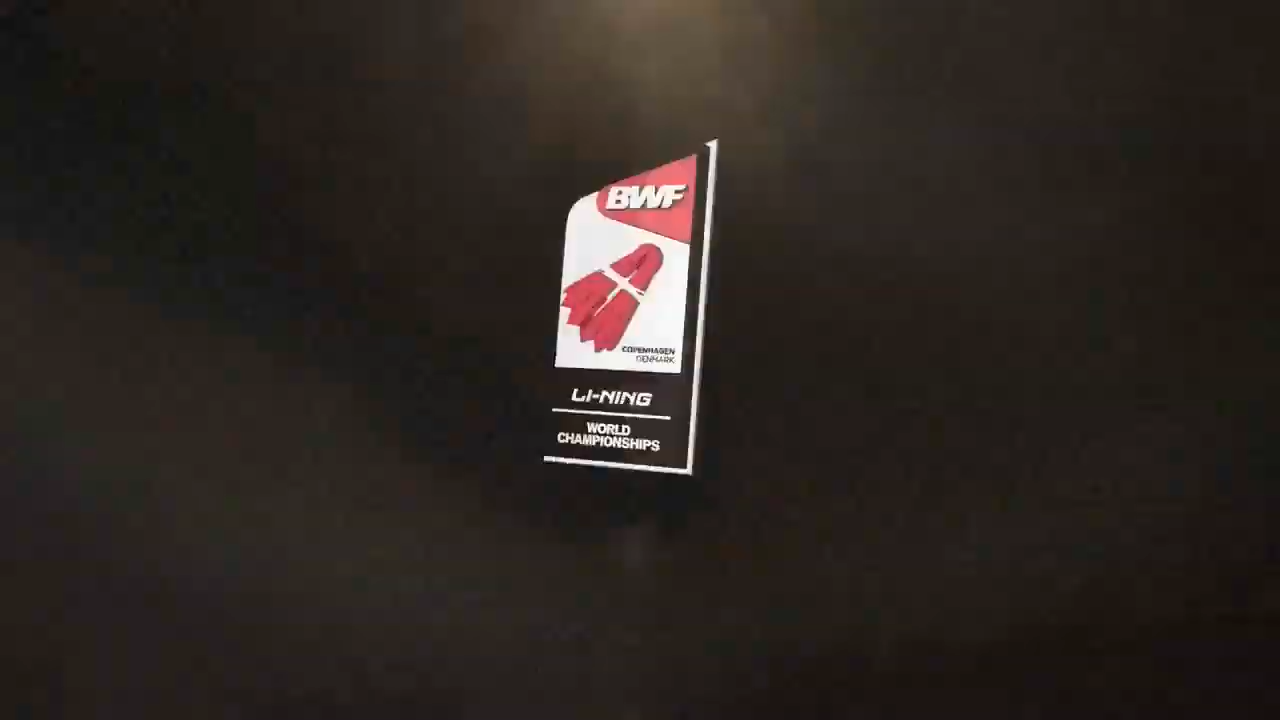 BWF
COPENHAGEN
DENMARK
LI-NING
WORLD
CHAMPIONSHIPS